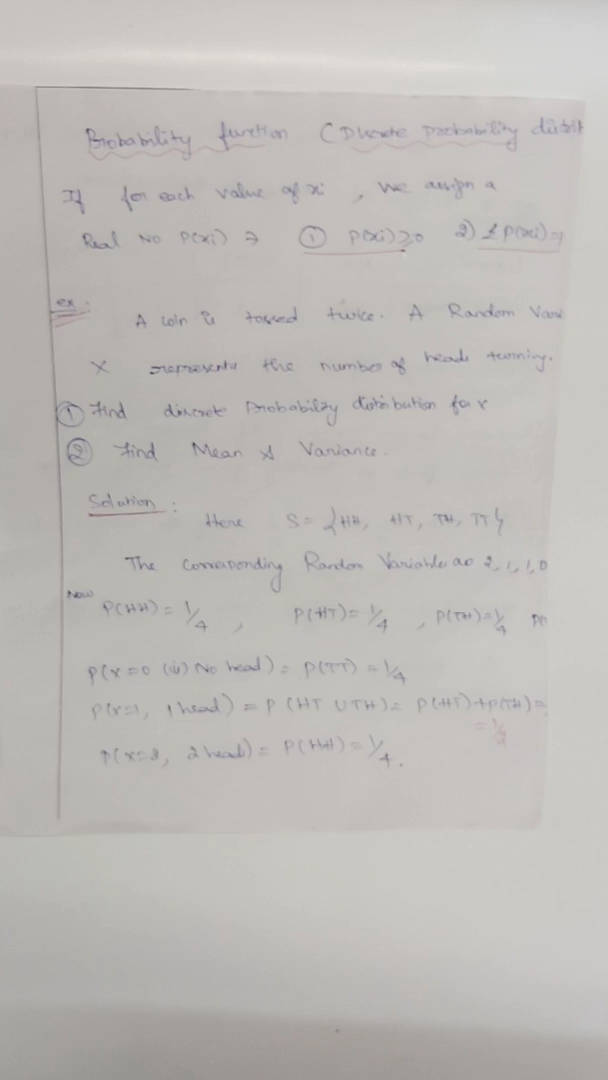 Probability function (Discrete probability distrib
If for each value of xi , we assign a
Real No P(xi) ∋ ① P(xi)≥0 2) Σ P(xi)=1
ex :
A coin is tossed twice. A Random Varia
X represents the number of heads turning.
① Find discrete Probability distribution for x
② Find Mean & Variance.
Solution :
Here S = {HH, HT, TH, TT}
The corresponding Random Variables are 2, 1, 1, 0
Now P(HH) = 1/4 , P(HT) = 1/4 , P(TH) = 1/4 P(
P(x=0 (ie) No head) = P(TT) = 1/4
P(x=1, 1 head) = P (HT ∪ TH) = P(HT)+P(TH) =
= 1/2
P(x=2, 2 head) = P(HH) = 1/4.